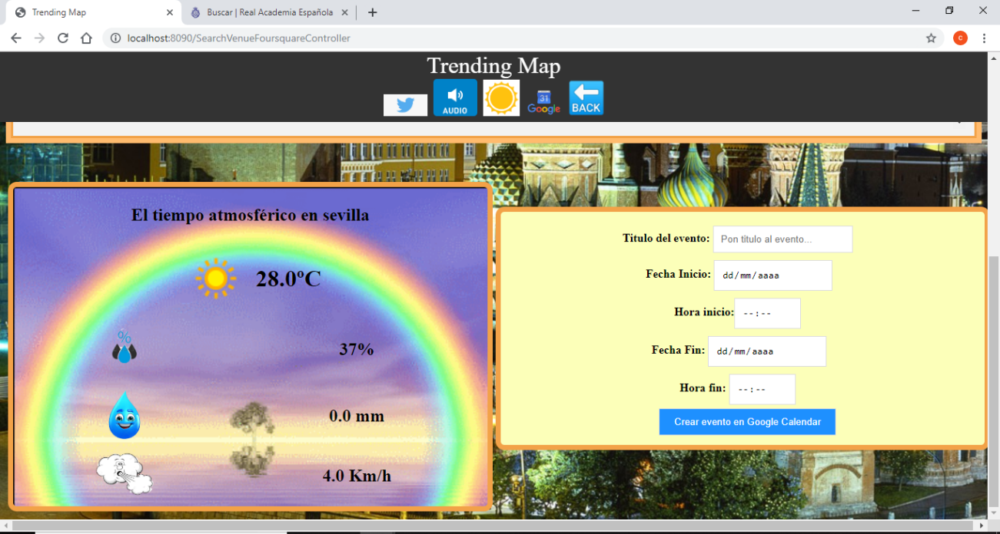 Trending Map
Buscar | Real Academia Española
localhost:8090/SearchVenueFoursquareController
c
Trending Map
AUDIO
31
Google
BACK
El tiempo atmosférico en sevilla
28.0ºC
%
37%
0.0 mm
4.0 Km/h
Titulo del evento: Pon titulo al evento...
Fecha Inicio: dd/mm/aaaa
Hora inicio: --:--
Fecha Fin: dd/mm/aaaa
Hora fin: --:--
Crear evento en Google Calendar